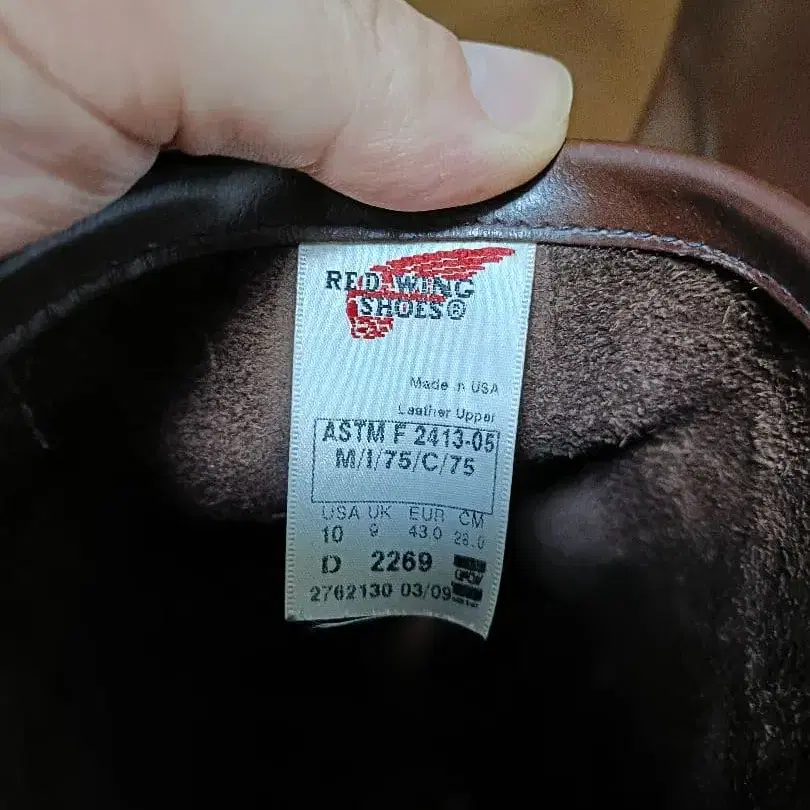 RED WING
SHOES®
Made in USA
Leather Upper
ASTM F 2413-05
M/I/75/C/75
USA UK EUR CM
10 9 43.0 28.0
D 2269
2762130 03/09